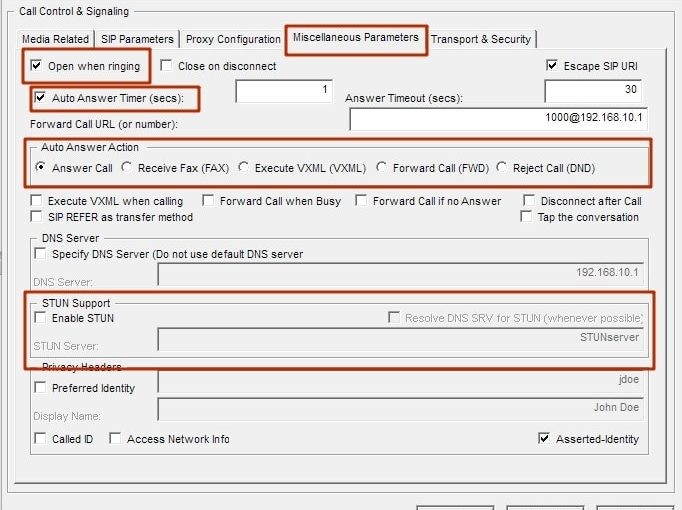 Call Control & Signaling
Media Related SIP Parameters Proxy Configuration Miscellaneous Parameters Transport & Security
Open when ringing Close on disconnect Escape SIP URI
Auto Answer Timer (secs): 1 Answer Timeout (secs): 30
Forward Call URL (or number): 1000@192.168.10.1
Auto Answer Action
Answer Call Receive Fax (FAX) Execute VXML (VXML) Forward Call (FWD) Reject Call (DND)
Execute VXML when calling Forward Call when Busy Forward Call if no Answer Disconnect after Call
SIP REFER as transfer method Tap the conversation
DNS Server
Specify DNS Server (Do not use default DNS server
DNS Server: 192.168.10.1
STUN Support
Enable STUN Resolve DNS SRV for STUN (whenever possible)
STUN Server: STUNserver
Privacy Headers
Preferred Identity jdoe
Display Name: John Doe
Called ID Access Network Info Asserted-Identity